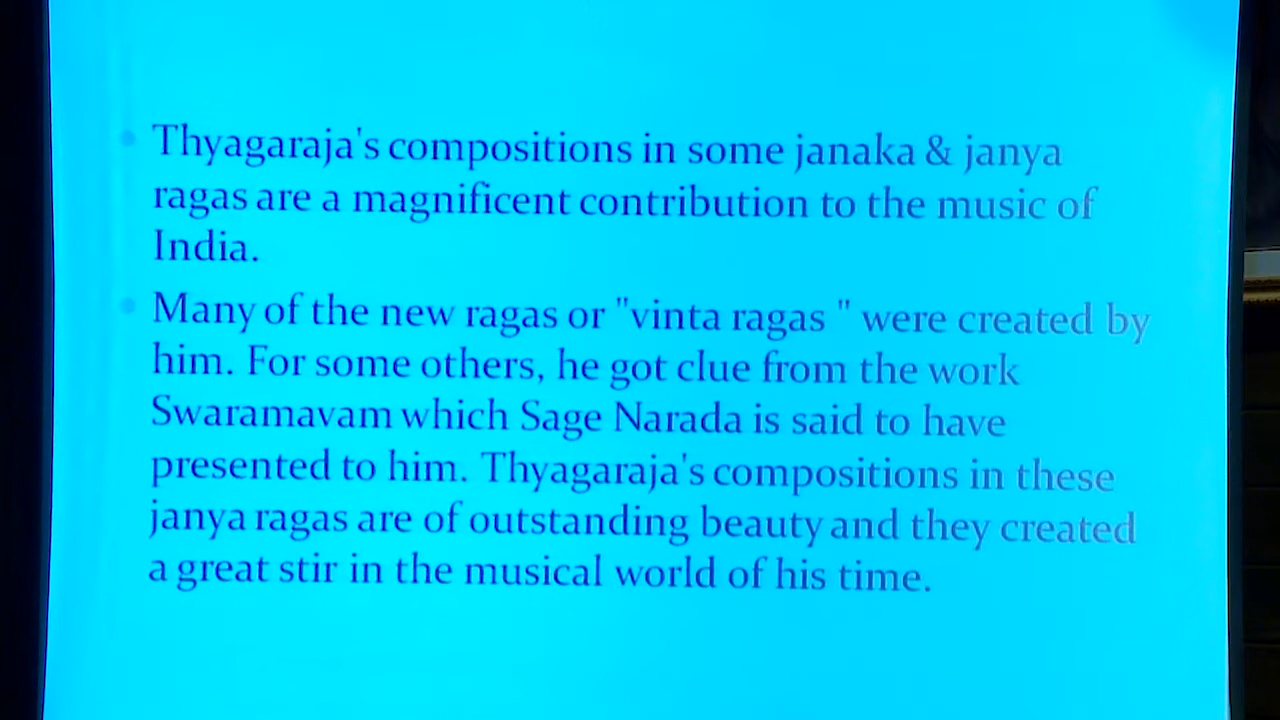 Thyagaraja's compositions in some janaka & janya
ragas are a magnificent contribution to the music of
India.
Many of the new ragas or "vinta ragas " were created by
him. For some others, he got clue from the work
Swaramavam which Sage Narada is said to have
presented to him. Thyagaraja's compositions in these
janya ragas are of outstanding beauty and they created
a great stir in the musical world of his time.